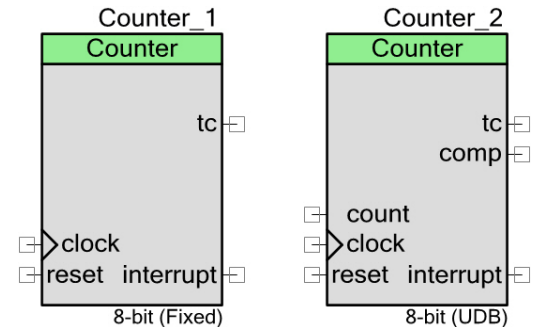 Counter_1
Counter
tc
clock
reset interrupt
8-bit (Fixed)
Counter_2
Counter
tc
comp
count
clock
reset interrupt
8-bit (UDB)